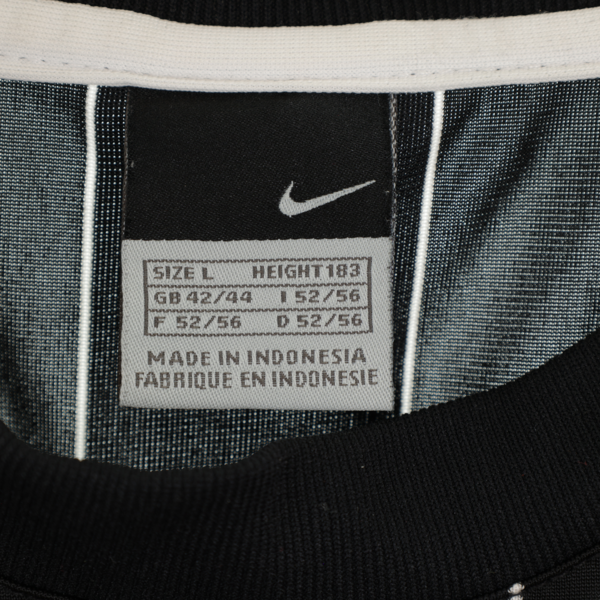 SIZE L HEIGHT 183
GB 42/44 I 52/56
F 52/56 D 52/56
MADE IN INDONESIA
FABRIQUE EN INDONESIE